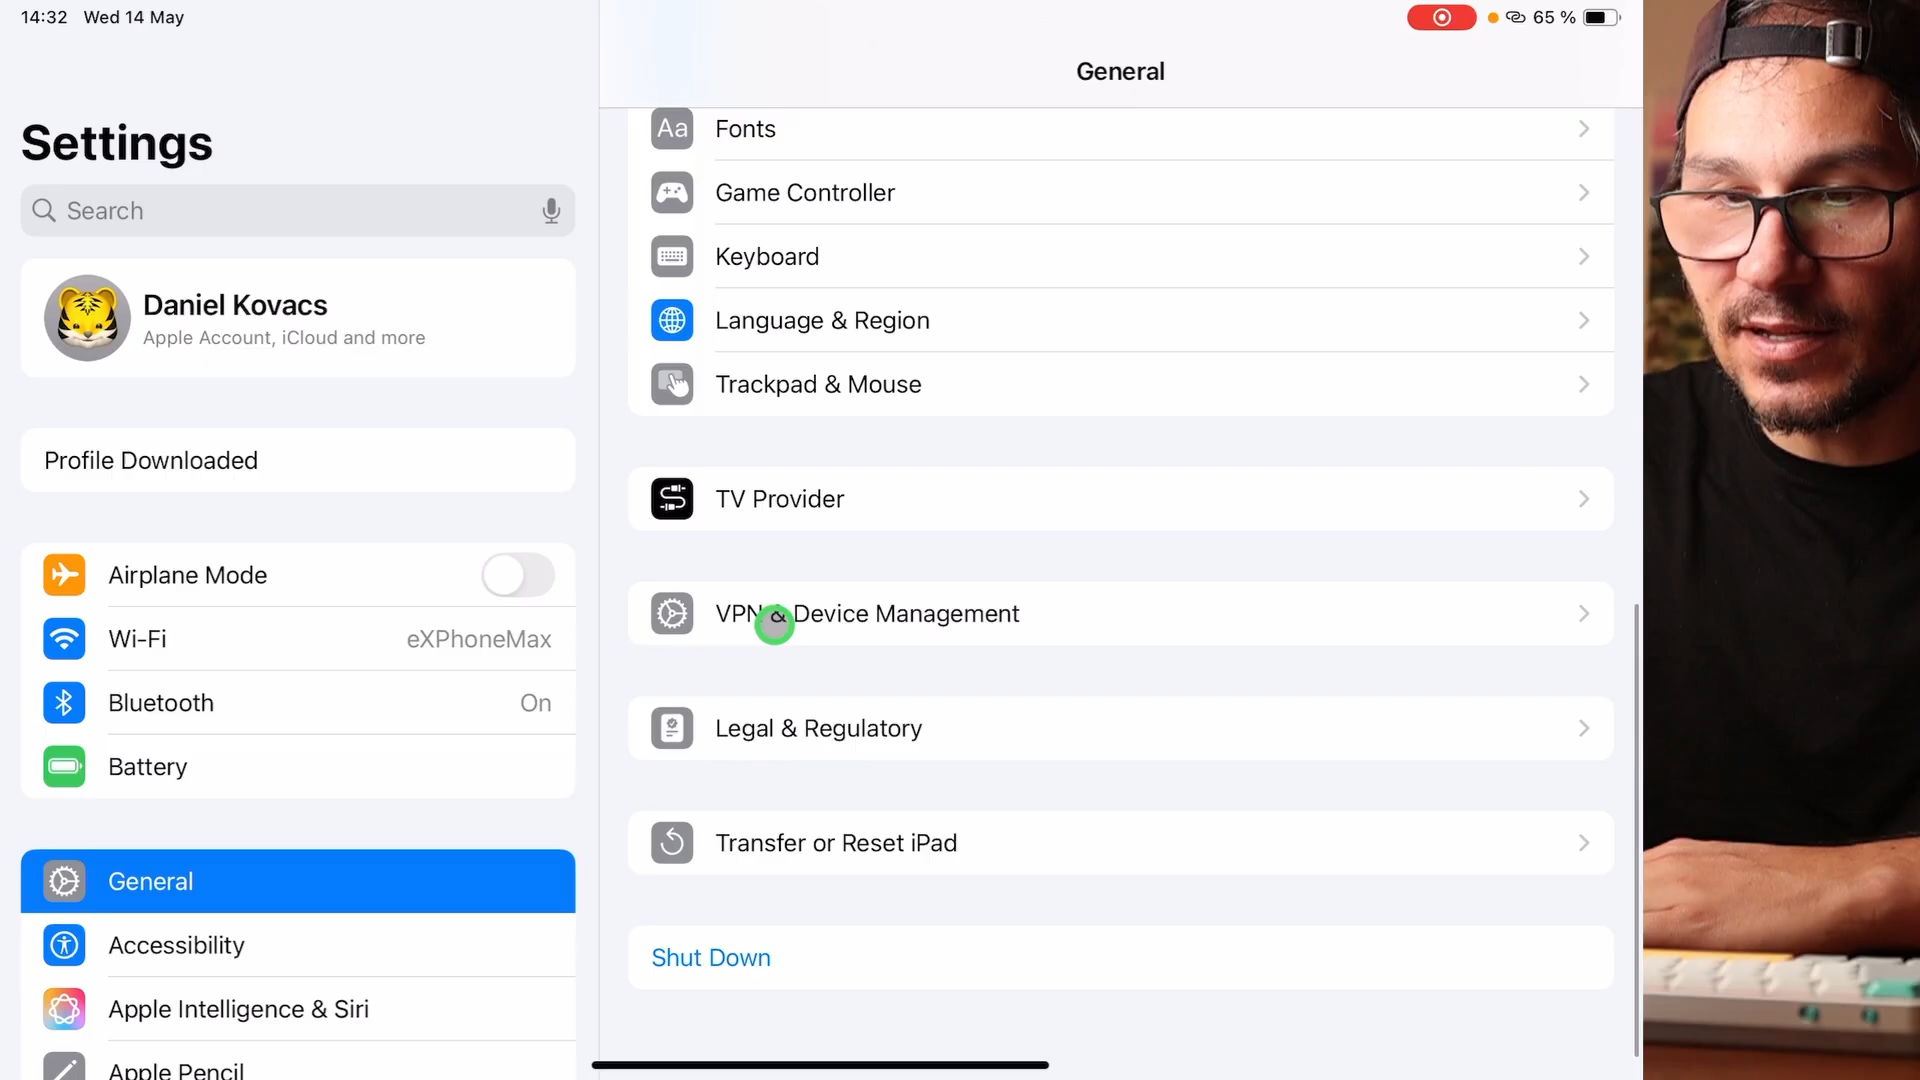 14:32 Wed 14 May
65 %
Settings
Search
Daniel Kovacs
Apple Account, iCloud and more
Profile Downloaded
Airplane Mode
Wi-Fi eXPhoneMax
Bluetooth On
Battery
General
Accessibility
Apple Intelligence & Siri
Apple Pencil
General
Aa Fonts
Game Controller
Keyboard
Language & Region
Trackpad & Mouse
TV Provider
VPN & Device Management
Legal & Regulatory
Transfer or Reset iPad
Shut Down